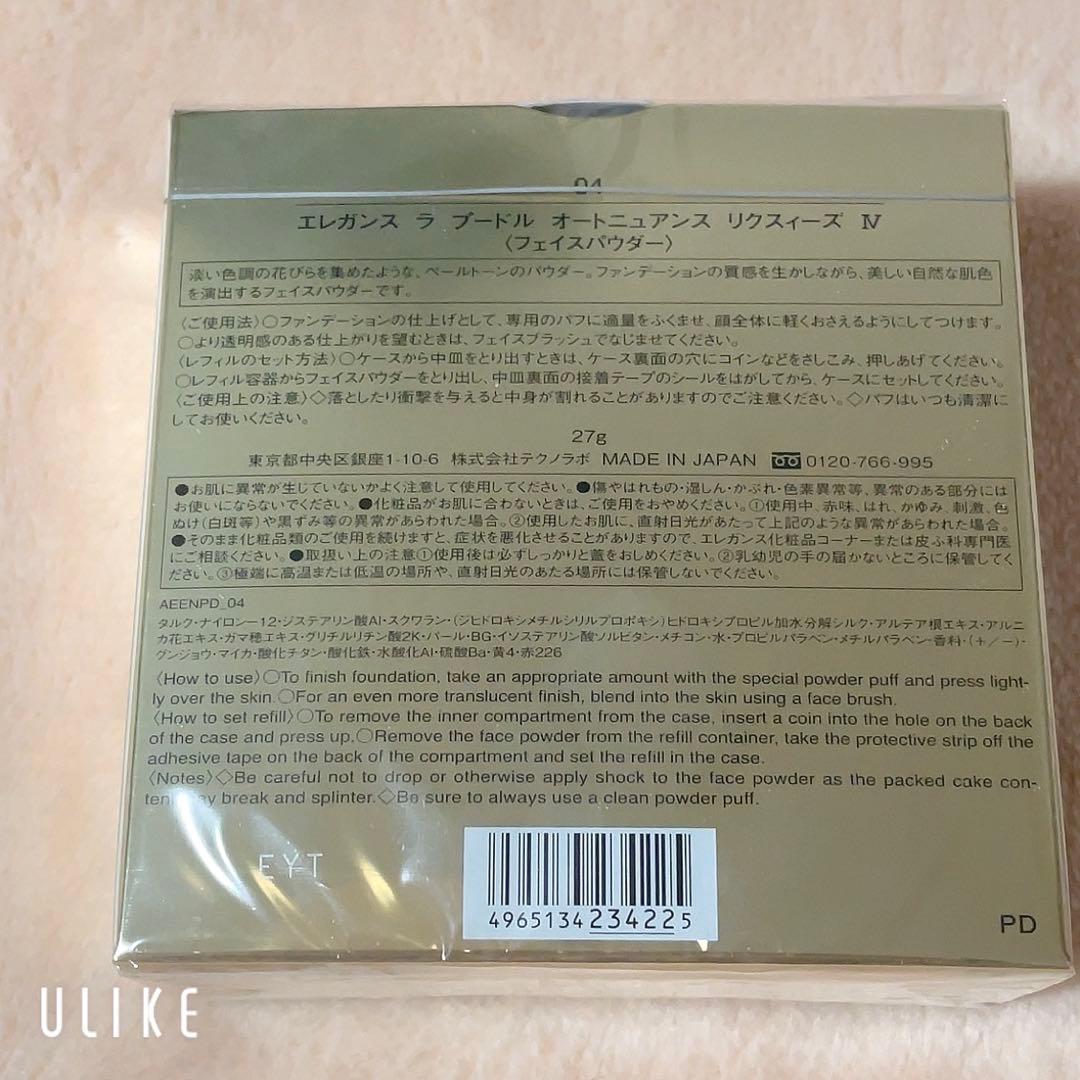 04
エレガンス ラ プードル オートニュアンス リクスィーズ Ⅳ
〈フェイスパウダー〉
淡い色調の花びらを集めたような、ペールトーンのパウダー。ファンデーションの質感を生かしながら、美しい自然な肌色
を演出するフェイスパウダーです。
〈ご使用法〉○ファンデーションの仕上げとして、専用のパフに適量をふくませ、顔全体に軽くおさえるようにしてつけます。
○より透明感のある仕上がりを望むときは、フェイスブラッシュでなじませてください。
〈レフィルのセット方法〉○ケースから中皿をとり出すときは、ケース裏面の穴にコインなどをさしこみ、押しあげてください。
○レフィル容器からフェイスパウダーをとり出し、中皿裏面の接着テープのシールをはがしてから、ケースにセットしてください。
〈ご使用上の注意〉◇落としたり衝撃を与えると中身が割れることがありますのでご注意ください。◇パフはいつも清潔に
してお使いください。
27g
東京都中央区銀座1-10-6 株式会社テクノラボ MADE IN JAPAN 0120-766-995
●お肌に異常が生じていないかよく注意して使用してください。●傷やはれもの・湿しん・かぶれ・色素異常等、異常のある部分には
お使いにならないでください。●化粧品がお肌に合わないときは、ご使用をおやめください。①使用中、赤味、はれ、かゆみ、刺激、色
ぬけ(白斑等)や黒ずみ等の異常があらわれた場合。②使用したお肌に、直射日光があたって上記のような異常があらわれた場合。
●そのまま化粧品類のご使用を続けますと、症状を悪化させることがありますので、エレガンス化粧品コーナーまたは皮ふ科専門医
にご相談ください。●取扱い上の注意①使用後は必ずしっかりと蓋をおしめください。②乳幼児の手の届かないところに保管してく
ださい。③極端に高温または低温の場所や、直射日光のあたる場所には保管しないでください。
AEENPD_04
タルク・ナイロン-12・ジステアリン酸Al・スクワラン・(ジヒドロキシメチルシリルプロポキシ)ヒドロキシプロピル加水分解シルク・アルテア根エキス・アルニ
カ花エキス・ガマ穂エキス・グリチルリチン酸2K・パール・BG・イソステアリン酸ソルビタン・メチコン・水・プロピルパラベン・メチルパラベン・香料・(+/−)・
グンジョウ・マイカ・酸化チタン・酸化鉄・水酸化Al・硫酸Ba・黄4・赤226
〈How to use〉○To finish foundation, take an appropriate amount with the special powder puff and press light-
ly over the skin.○For an even more translucent finish, blend into the skin using a face brush.
〈How to set refill〉○To remove the inner compartment from the case, insert a coin into the hole on the back
of the case and press up.○Remove the face powder from the refill container, take the protective strip off the
adhesive tape on the back of the compartment and set the refill in the case.
〈Notes〉◇Be careful not to drop or otherwise apply shock to the face powder as the packed cake con-
break and splinter.◇Be sure to always use a clean powder puff.
EYT
4965134234225
PD
ULIKE